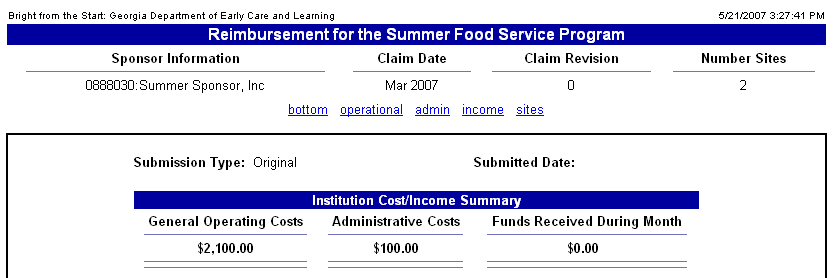 Bright from the Start: Georgia Department of Early Care and Learning 5/21/2007 3:27:41 PM
Reimbursement for the Summer Food Service Program
Sponsor Information Claim Date Claim Revision Number Sites
0888030:Summer Sponsor, Inc Mar 2007 0 2
bottom operational admin income sites
Submission Type: Original Submitted Date:
Institution Cost/Income Summary
General Operating Costs Administrative Costs Funds Received During Month
$2,100.00 $100.00 $0.00